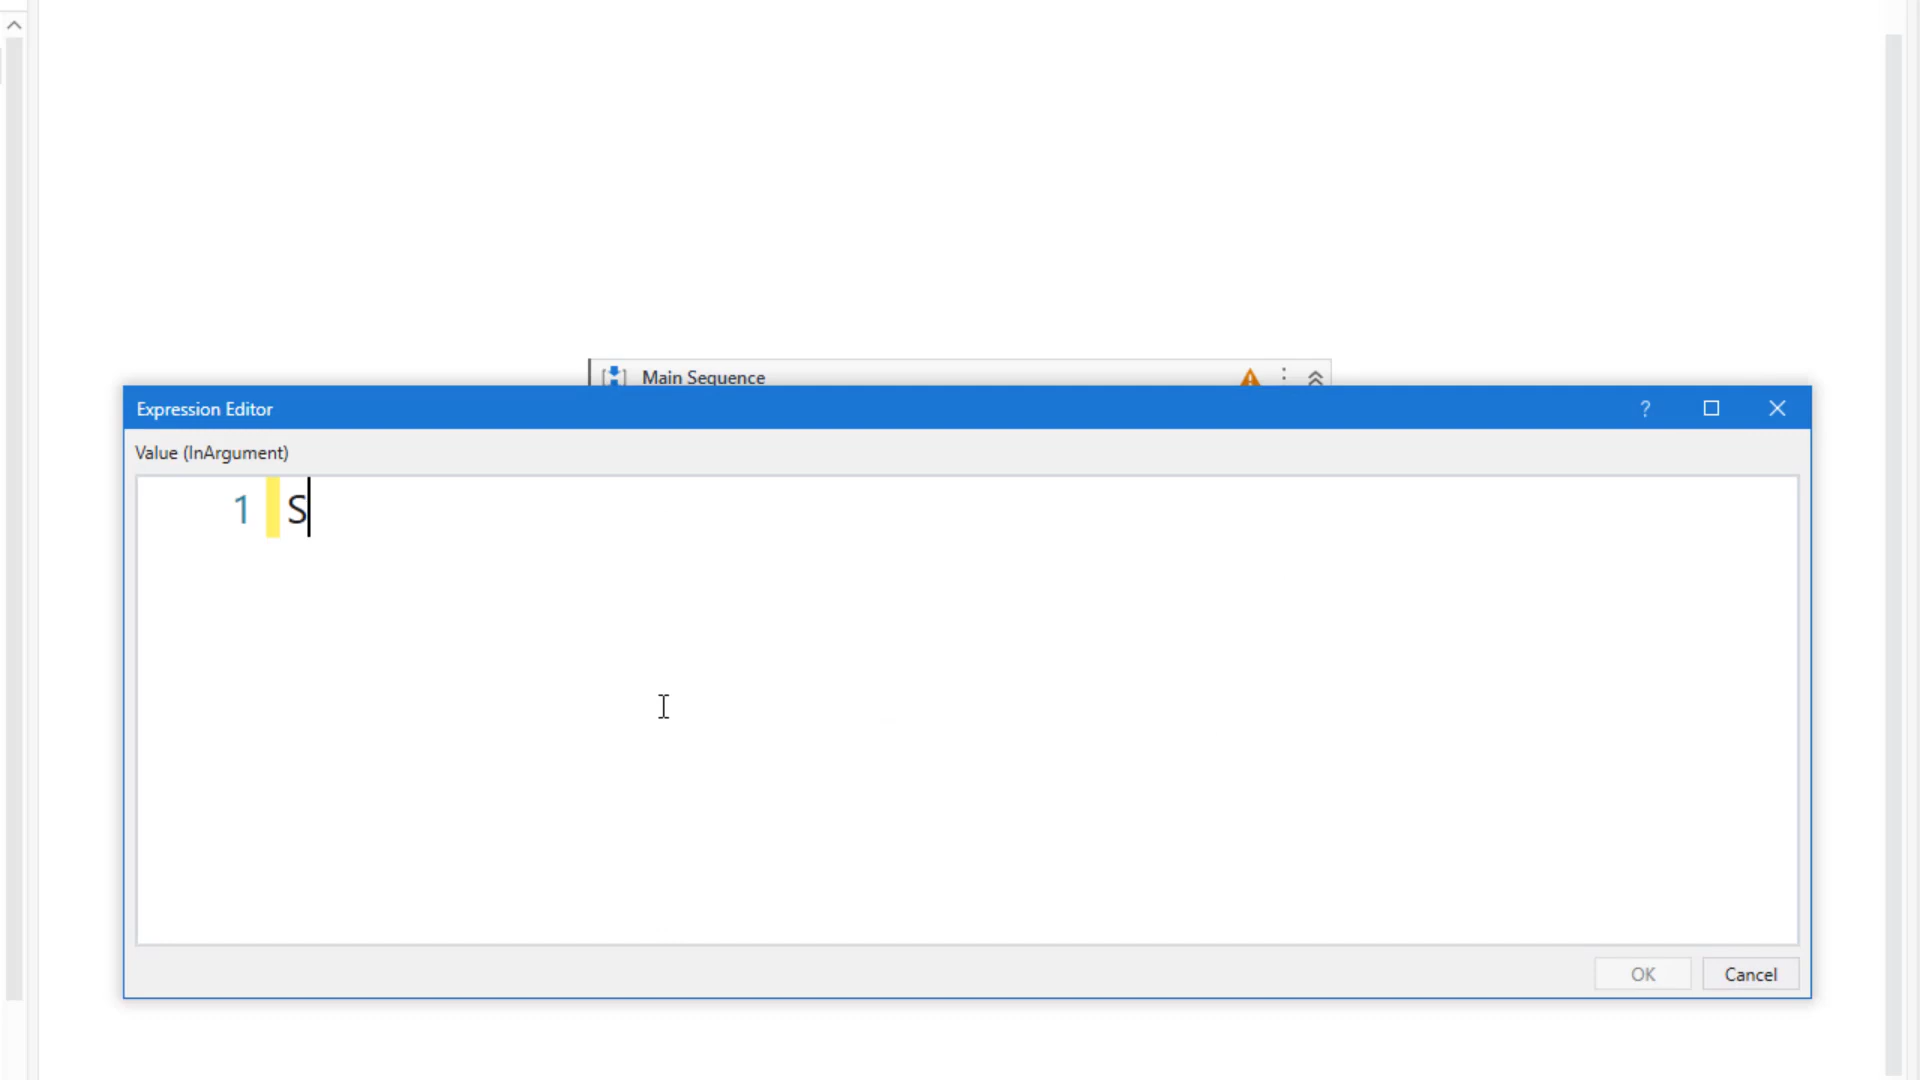 Main Sequence
Expression Editor
?
Value (InArgument)
1 S
OK Cancel